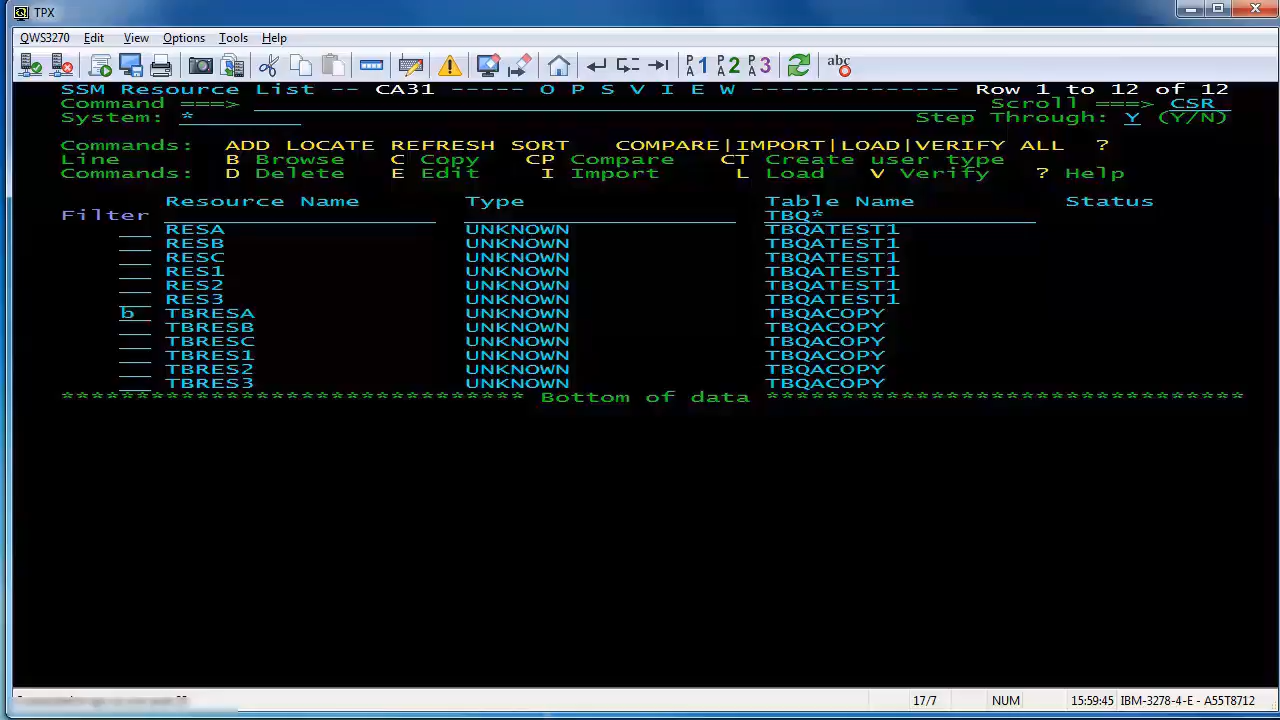 TPX
QWS3270 Edit View Options Tools Help
PA1 PA2 PA3 abc
SSM Resource List -- CA31 ----- O P S V I E W ------------- Row 1 to 12 of 12
Command ===> Scroll ===> CSR
System: * Step Through: Y (Y/N)
Commands: ADD LOCATE REFRESH SORT COMPARE|IMPORT|LOAD|VERIFY ALL ?
Line B Browse C Copy CP Compare CT Create user type
Commands: D Delete E Edit I Import L Load V Verify ? Help
Resource Name Type Table Name Status
Filter TBQ*
RESA UNKNOWN TBQATEST1
RESB UNKNOWN TBQATEST1
RESC UNKNOWN TBQATEST1
RES1 UNKNOWN TBQATEST1
RES2 UNKNOWN TBQATEST1
RES3 UNKNOWN TBQATEST1
b TBRESA UNKNOWN TBQACOPY
TBRESB UNKNOWN TBQACOPY
TBRESC UNKNOWN TBQACOPY
TBRES1 UNKNOWN TBQACOPY
TBRES2 UNKNOWN TBQACOPY
TBRES3 UNKNOWN TBQACOPY
******************************* Bottom of data ********************************
17/7 NUM 15:59:45 IBM-3278-4-E - A55T8712